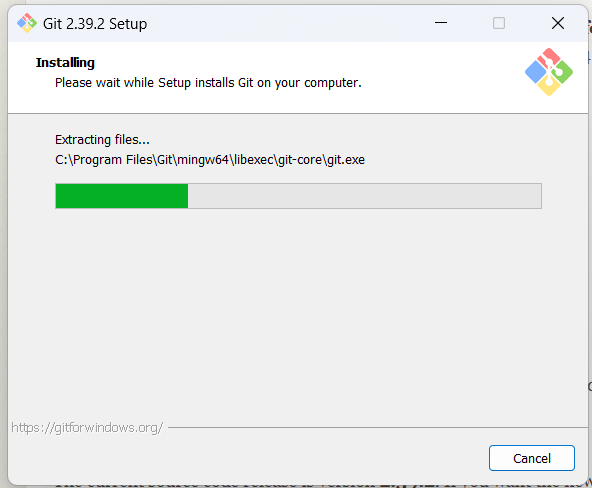 Git 2.39.2 Setup
Installing
Please wait while Setup installs Git on your computer.
Extracting files...
C:\Program Files\Git\mingw64\libexec\git-core\git.exe
https://gitforwindows.org/
Cancel